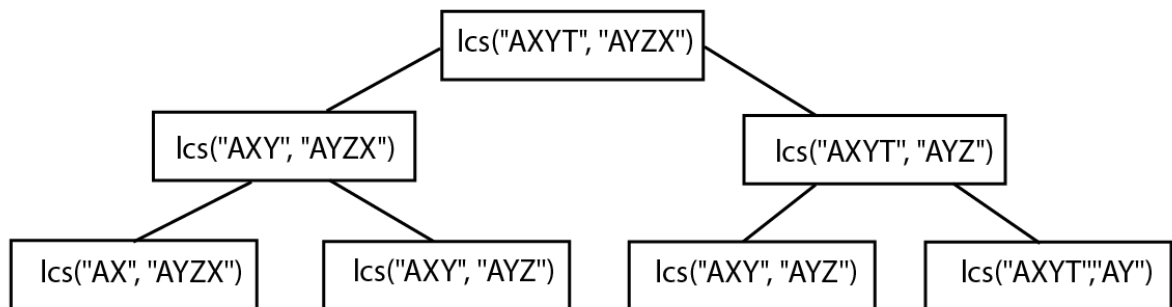 lcs("AXYT", "AYZX")
lcs("AXY", "AYZX")
lcs("AXYT", "AYZ")
lcs("AX", "AYZX")
lcs("AXY", "AYZ")
lcs("AXY", "AYZ")
lcs("AXYT","AY")